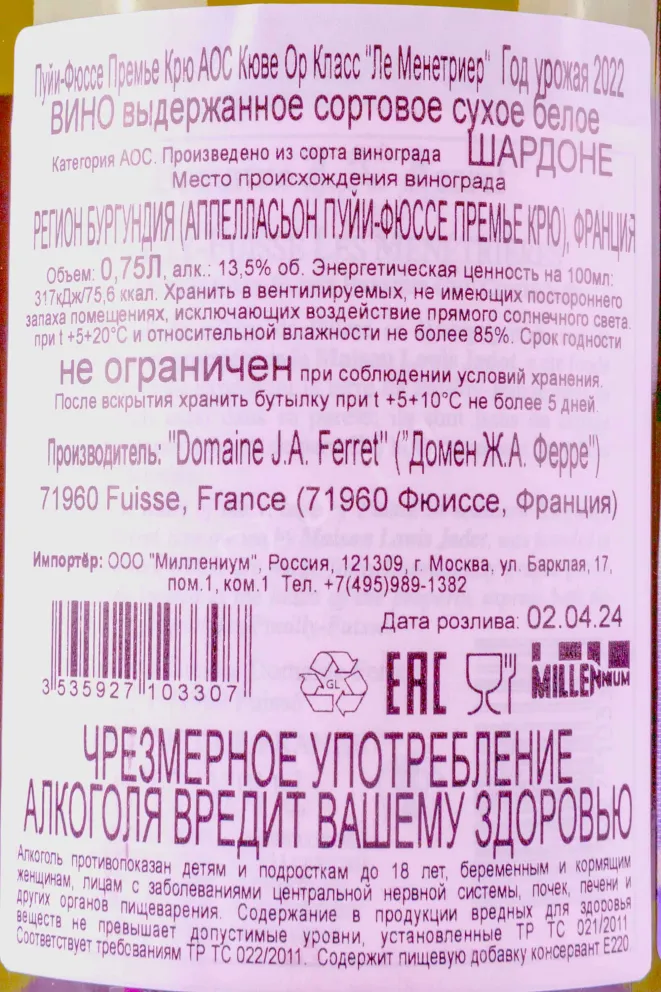 Пуйи-Фюссе Премье Крю АОС Кюве Ор Класс "Ле Менетриер" Год урожая 2022
ВИНО выдержанное сортовое сухое белое
Категория АОС. Произведено из сорта винограда ШАРДОНЕ
Место происхождения винограда
РЕГИОН БУРГУНДИЯ (АППЕЛЛАСЬОН ПУЙИ-ФЮССЕ ПРЕМЬЕ КРЮ), ФРАНЦИЯ
Объем: 0,75Л, алк.: 13,5% об. Энергетическая ценность на 100мл:
317кДж/75,6 ккал. Хранить в вентилируемых, не имеющих постороннего
запаха помещениях, исключающих воздействие прямого солнечного света.
при t +5+20°С и относительной влажности не более 85%. Срок годности
не ограничен при соблюдении условий хранения.
После вскрытия хранить бутылку при t +5+10°С не более 5 дней.
Производитель: "Domaine J.A. Ferret" ("Домен Ж.А. Ферре")
71960 Fuisse, France (71960 Фюиссе, Франция)
Импортёр: ООО "Миллениум", Россия, 121309, г. Москва, ул. Барклая, 17,
пом.1, ком.1 Тел. +7(495)989-1382
Дата розлива: 02.04.24
3 535927 103307
GL
EAC
MILLENNIUM
ЧРЕЗМЕРНОЕ УПОТРЕБЛЕНИЕ
АЛКОГОЛЯ ВРЕДИТ ВАШЕМУ ЗДОРОВЬЮ
Алкоголь противопоказан детям и подросткам до 18 лет, беременным и кормящим
женщинам, лицам с заболеваниями центральной нервной системы, почек, печени и
других органов пищеварения. Содержание в продукции вредных для здоровья
веществ не превышает допустимые уровни, установленные ТР ТС 021/2011
Соответствует требованиям ТР ТС 022/2011. Содержит пищевую добавку консервант Е220